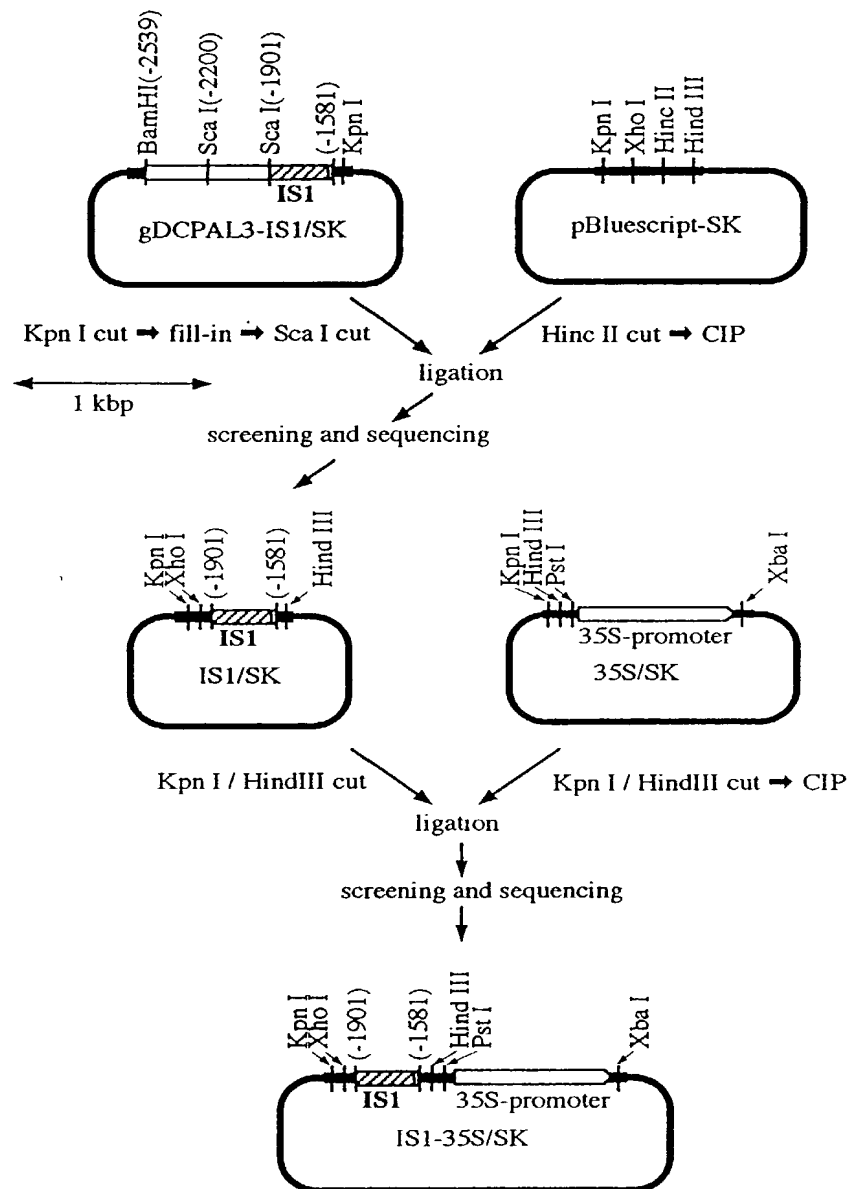 BamHI(-2539)
Sca I(-2200)
Sca I(-1901)
(-1581)
Kpn I
IS1
gDCPAL3-IS1/SK
Kpn I
Xho I
Hinc II
Hind III
pBluescript-SK
Kpn I cut ➡ fill-in ➡ Sca I cut
Hinc II cut ➡ CIP
ligation
1 kbp
screening and sequencing
Kpn I
Xho I
(-1901)
(-1581)
Hind III
IS1
IS1/SK
Kpn I
Hind III
Pst I
Xba I
35S-promoter
35S/SK
Kpn I / HindIII cut
Kpn I / HindIII cut ➡ CIP
ligation
screening and sequencing
Kpn I
Xho I
(-1901)
(-1581)
Hind III
Pst I
Xba I
IS1
35S-promoter
IS1-35S/SK